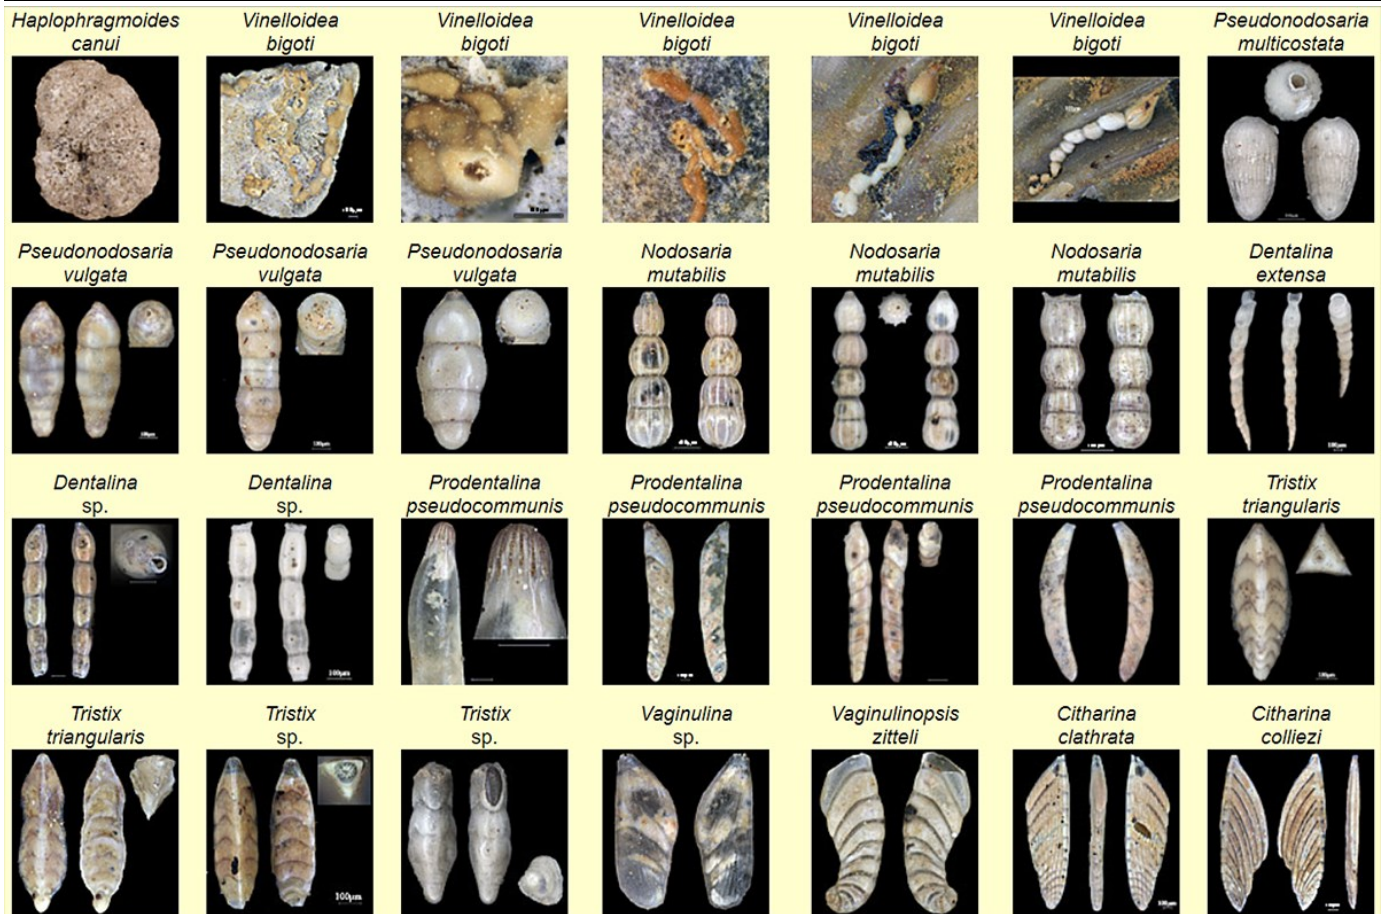 Haplophragmoides
canui
Vinelloidea
bigoti
Vinelloidea
bigoti
Vinelloidea
bigoti
Vinelloidea
bigoti
Vinelloidea
bigoti
Pseudonodosaria
multicostata
Pseudonodosaria
vulgata
Pseudonodosaria
vulgata
Pseudonodosaria
vulgata
Nodosaria
mutabilis
Nodosaria
mutabilis
Nodosaria
mutabilis
Dentalina
extensa
100µm
Dentalina
sp.
Dentalina
sp.
100µm
Prodentalina
pseudocommunis
Prodentalina
pseudocommunis
Prodentalina
pseudocommunis
Prodentalina
pseudocommunis
Tristix
triangularis
100µm
Tristix
triangularis
Tristix
sp.
100µm
Tristix
sp.
Vaginulina
sp.
Vaginulinopsis
zitteli
Citharina
clathrata
Citharina
colliezi